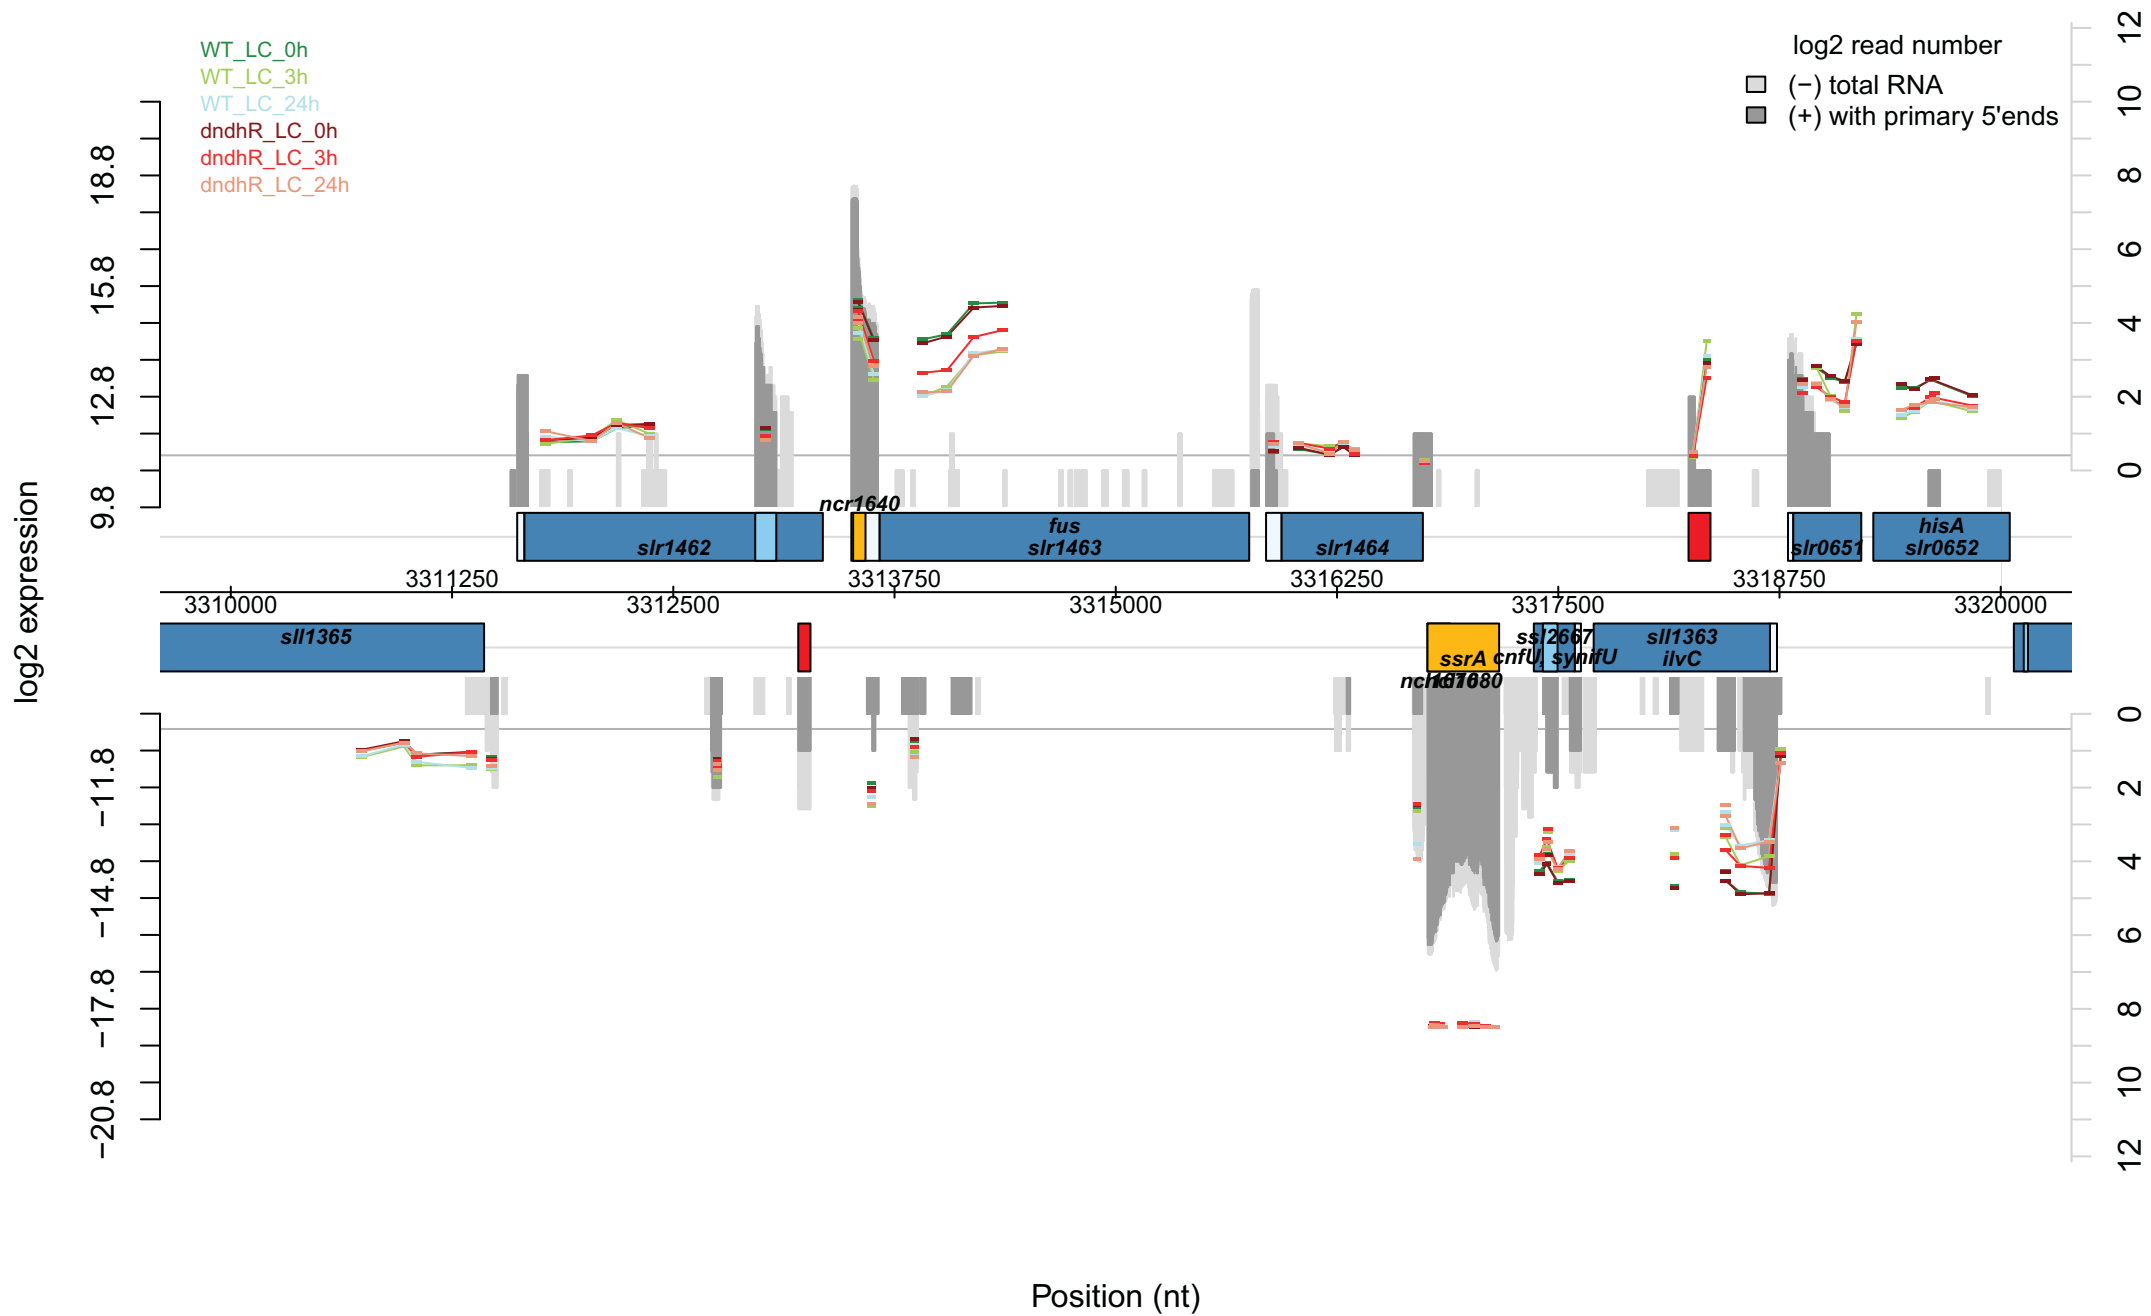 WT_LC_0h
WT_LC_3h
WT_LC_24h
dndhR_LC_0h
dndhR_LC_3h
dndhR_LC_24h
log2 read number
(−) total RNA
(+) with primary 5'ends
log2 expression
18.8
15.8
12.8
9.8
12
10
8
6
4
2
0
ncr1640
fus
hisA
slr1462
slr1463
slr1464
slr0651
slr0652
3311250
3313750
3316250
3318750
3310000
3312500
3315000
3317500
3320000
sll1365
ssl2667
sll1363
ssrA
cnfU, synifU
ilvC
−11.8
−14.8
−17.8
−20.8
0
2
4
6
8
10
12
Position (nt)